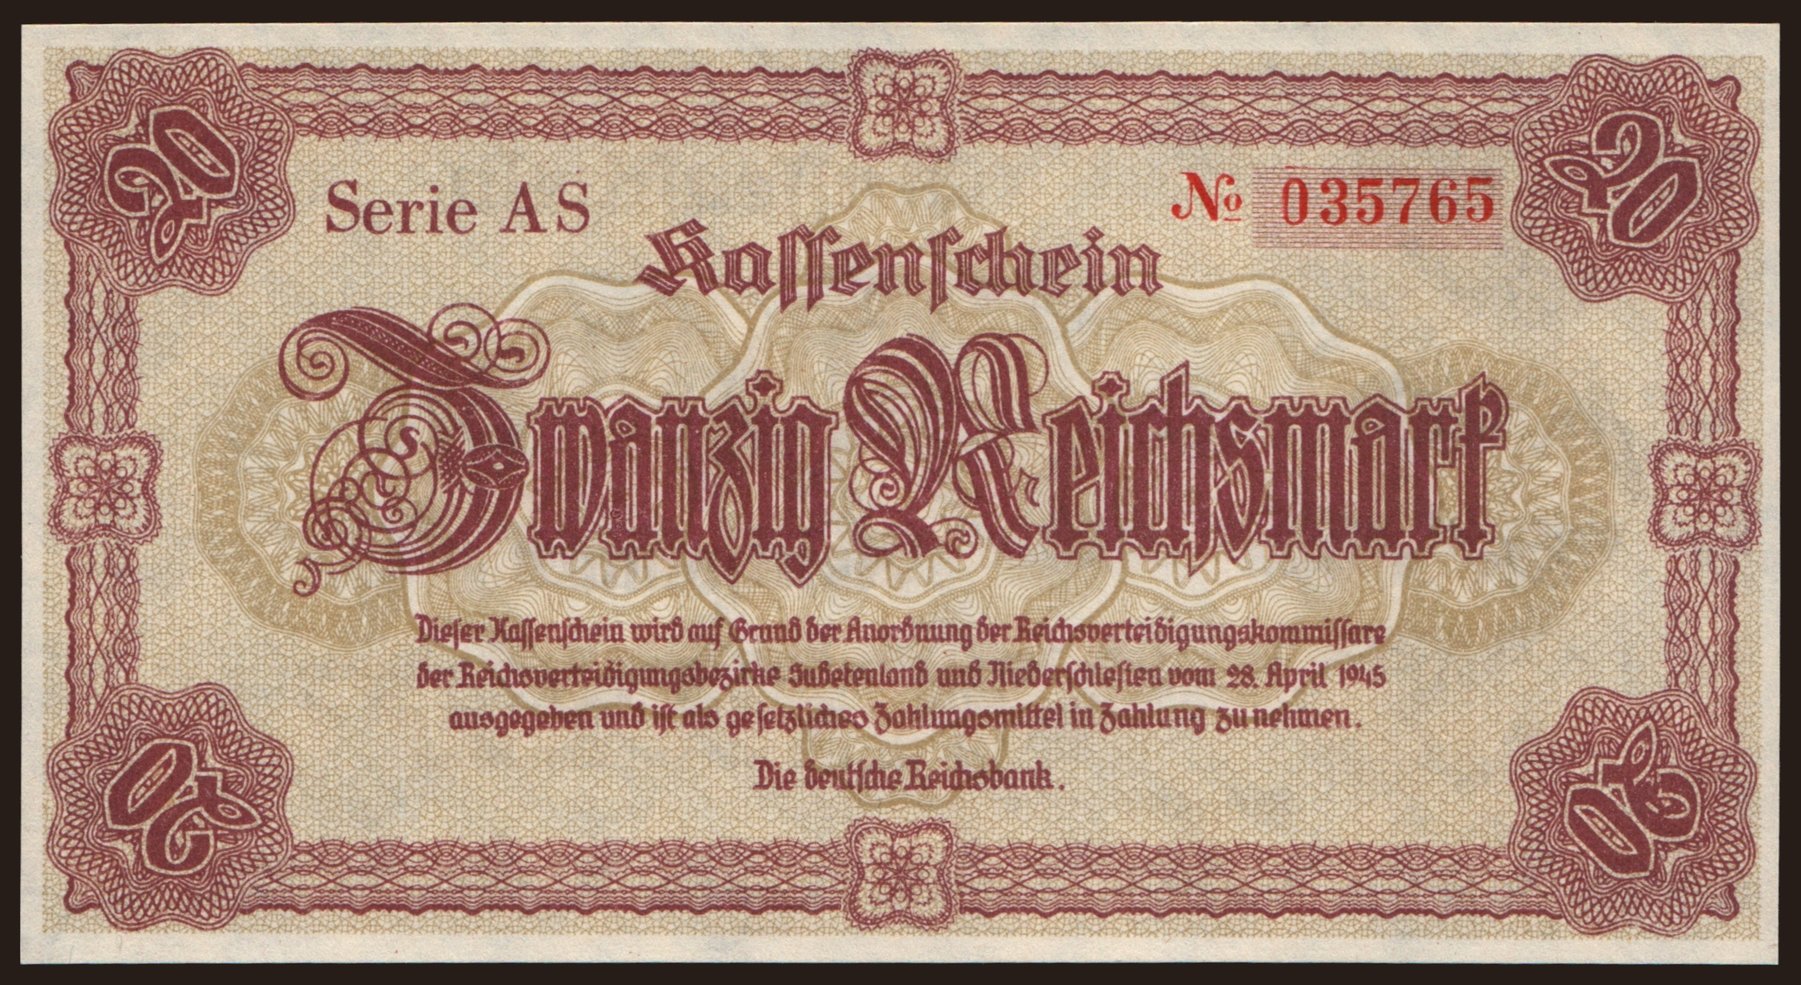 20
20
Serie AS
№ 035765
Kassenschein
Zwanzig Reichsmark
Dieser Kassenschein wird auf Grund der Anordnung der Reichsverteidigungskommissare
der Reichsverteidigungsbezirke Sudetenland und Niederschlesien vom 28. April 1945
ausgegeben und ist als gesetzliches Zahlungsmittel in Zahlung zu nehmen.
Die deutsche Reichsbank.
20
20